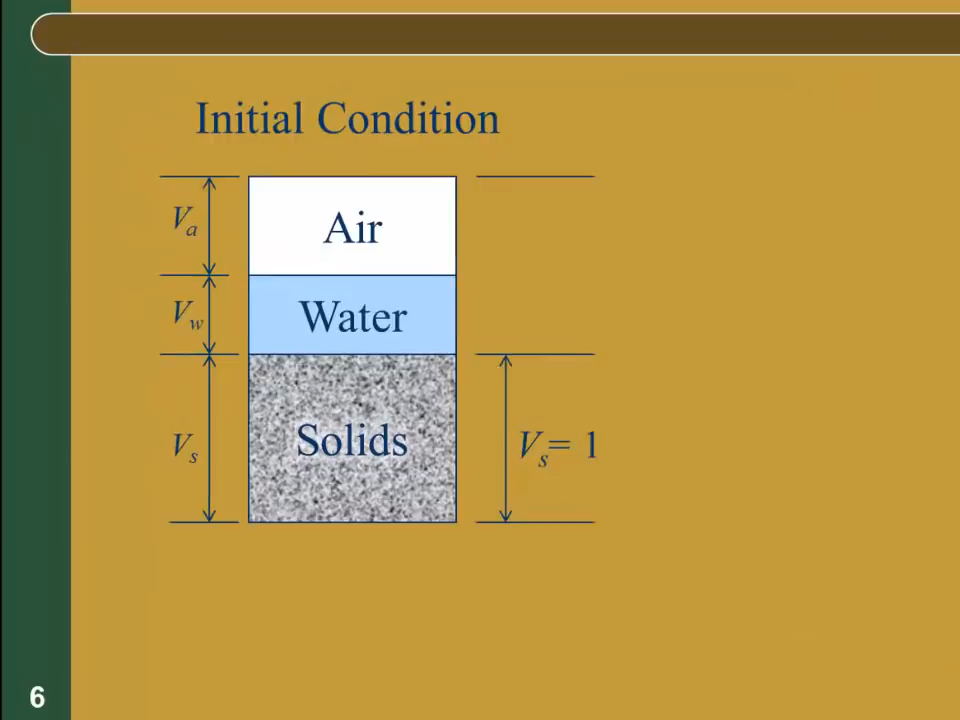 Initial Condition
Va
Air
Vw
Water
Vs
Solids
Vs= 1
6